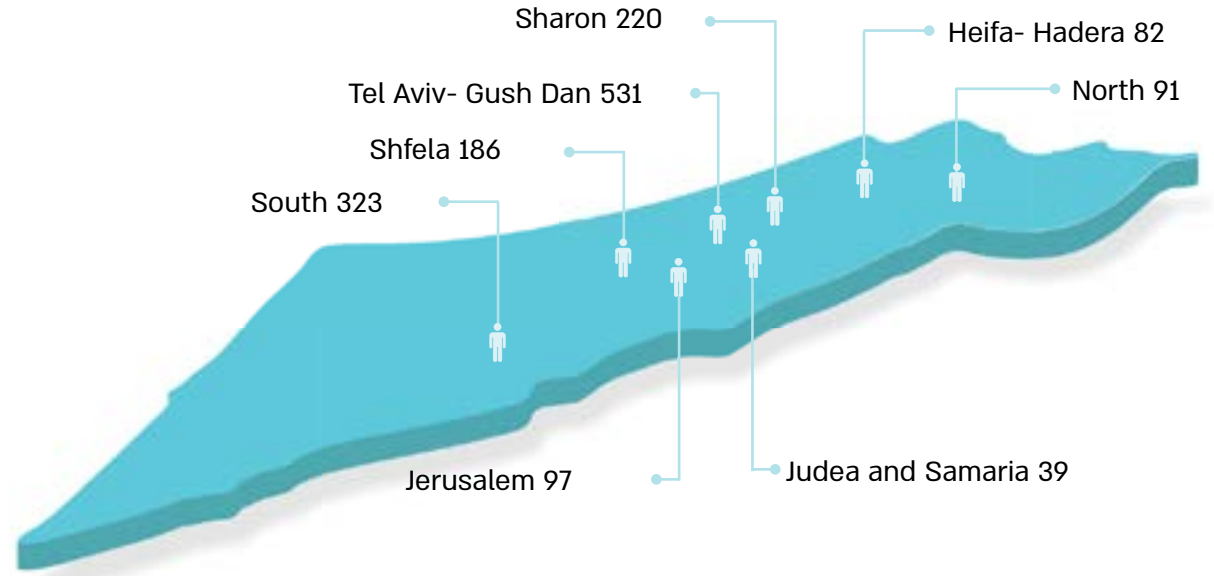 Sharon 220
Heifa- Hadera 82
Tel Aviv- Gush Dan 531
North 91
Shfela 186
South 323
Jerusalem 97
Judea and Samaria 39